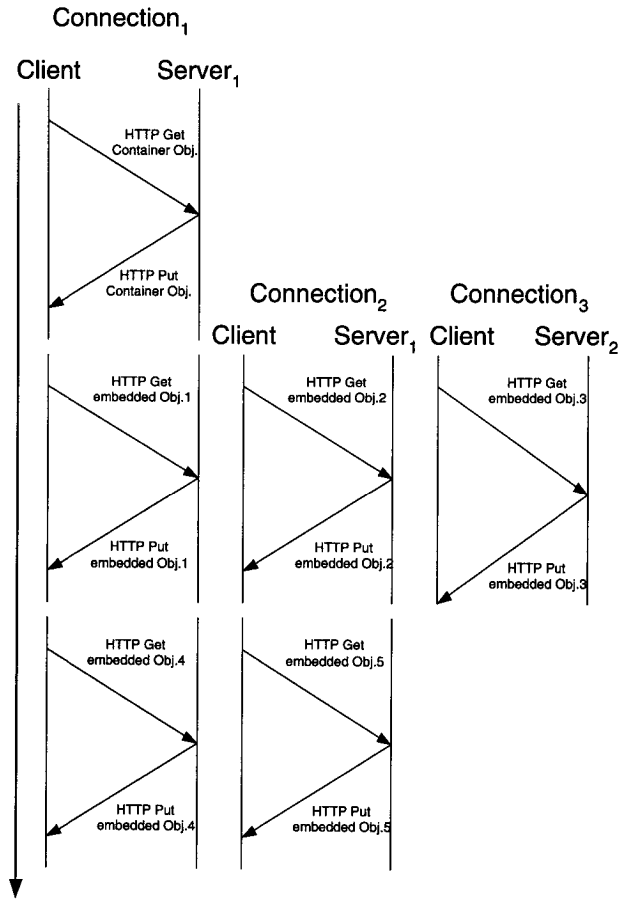 Connection1
Client Server1
HTTP Get
Container Obj.
HTTP Put
Container Obj.
Connection2 Connection3
Client Server1 Client Server2
HTTP Get
embedded Obj.1
HTTP Get
embedded Obj.2
HTTP Get
embedded Obj.3
HTTP Put
embedded Obj.1
HTTP Put
embedded Obj.2
HTTP Put
embedded Obj.3
HTTP Get
embedded Obj.4
HTTP Get
embedded Obj.5
HTTP Put
embedded Obj.4
HTTP Put
embedded Obj.5